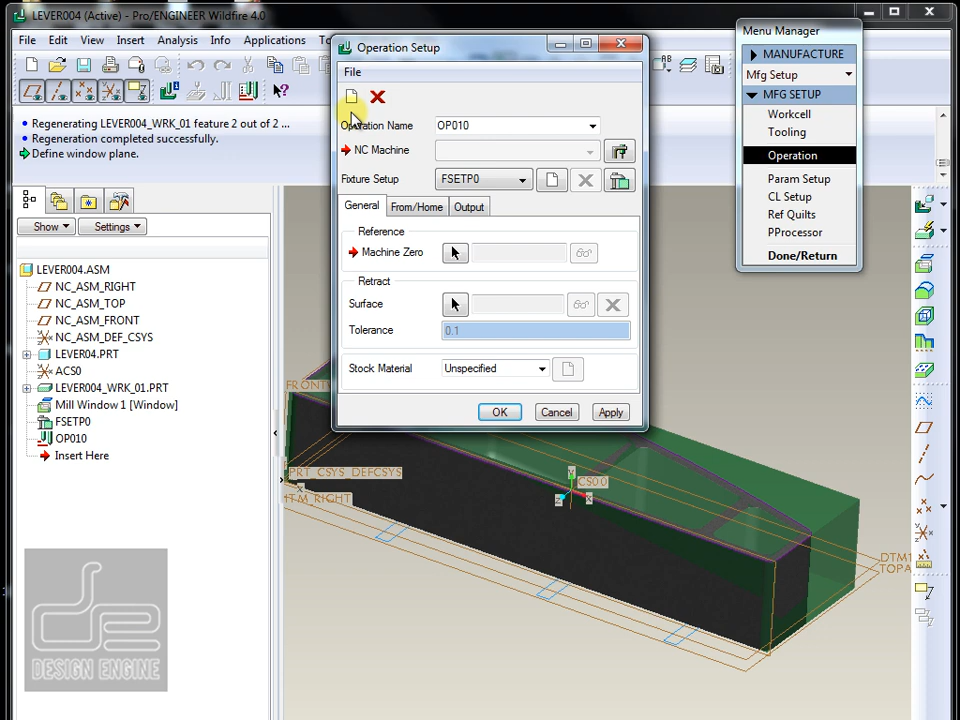 LEVER004 (Active) - Pro/ENGINEER Wildfire 4.0
File Edit View Insert Analysis Info Applications
Regenerating LEVER004_WRK_01 feature 2 out of 2 ...
Regeneration completed successfully.
Define window plane.
Show Settings
LEVER004.ASM
NC_ASM_RIGHT
NC_ASM_TOP
NC_ASM_FRONT
NC_ASM_DEF_CSYS
LEVER04.PRT
ACS0
LEVER004_WRK_01.PRT
Mill Window 1 [Window]
FSETP0
OP010
Insert Here
Operation Setup
File
Operation Name OP010
NC Machine
Fixture Setup FSETP0
General From/Home Output
Reference
Machine Zero
Retract
Surface
Tolerance 0.1
Stock Material Unspecified
OK Cancel Apply
Menu Manager
MANUFACTURE
Mfg Setup
MFG SETUP
Workcell
Tooling
Operation
Param Setup
CL Setup
Ref Quilts
PProcessor
Done/Return
PRT_CSYS_DEFCSYS
CS0.0
y
x
z
DTM1
DESIGN ENGINE